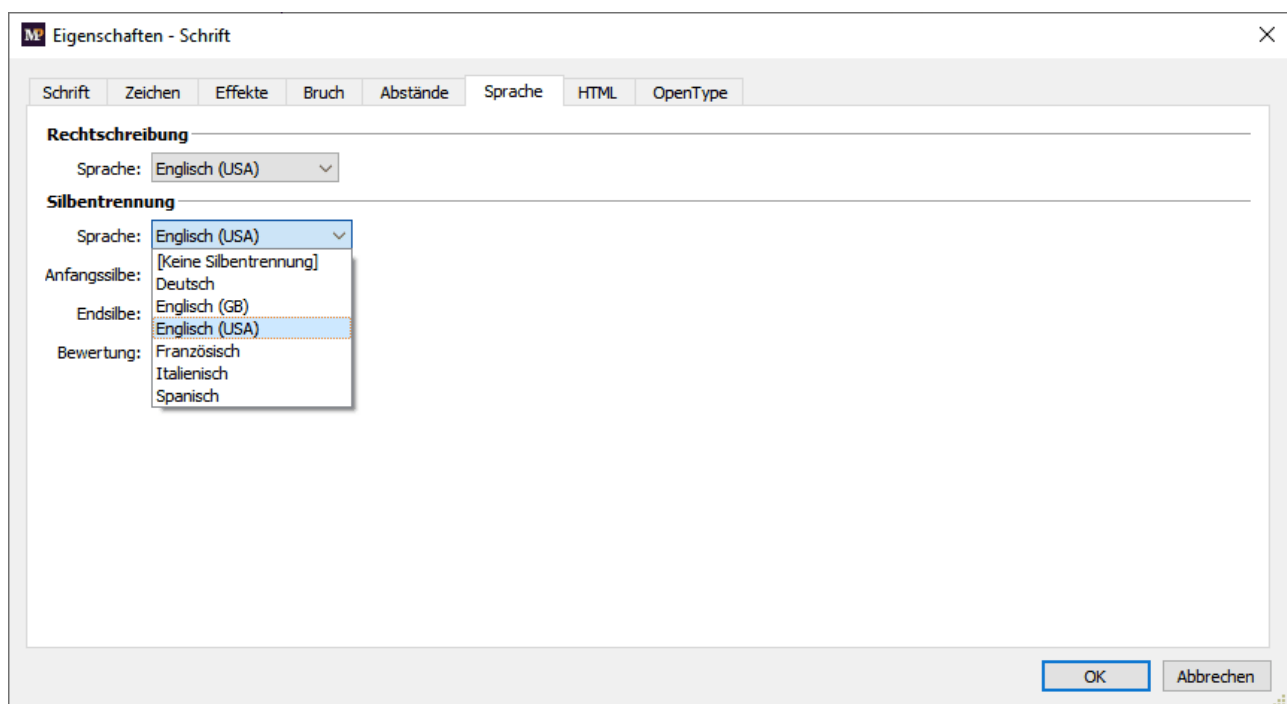 MP Eigenschaften - Schrift
Schrift Zeichen Effekte Bruch Abstände Sprache HTML OpenType
Rechtschreibung
Sprache: Englisch (USA)
Silbentrennung
Sprache: Englisch (USA)
[Keine Silbentrennung]
Anfangssilbe:
Deutsch
Englisch (GB)
Endsilbe:
Englisch (USA)
Bewertung:
Französisch
Italienisch
Spanisch
OK Abbrechen